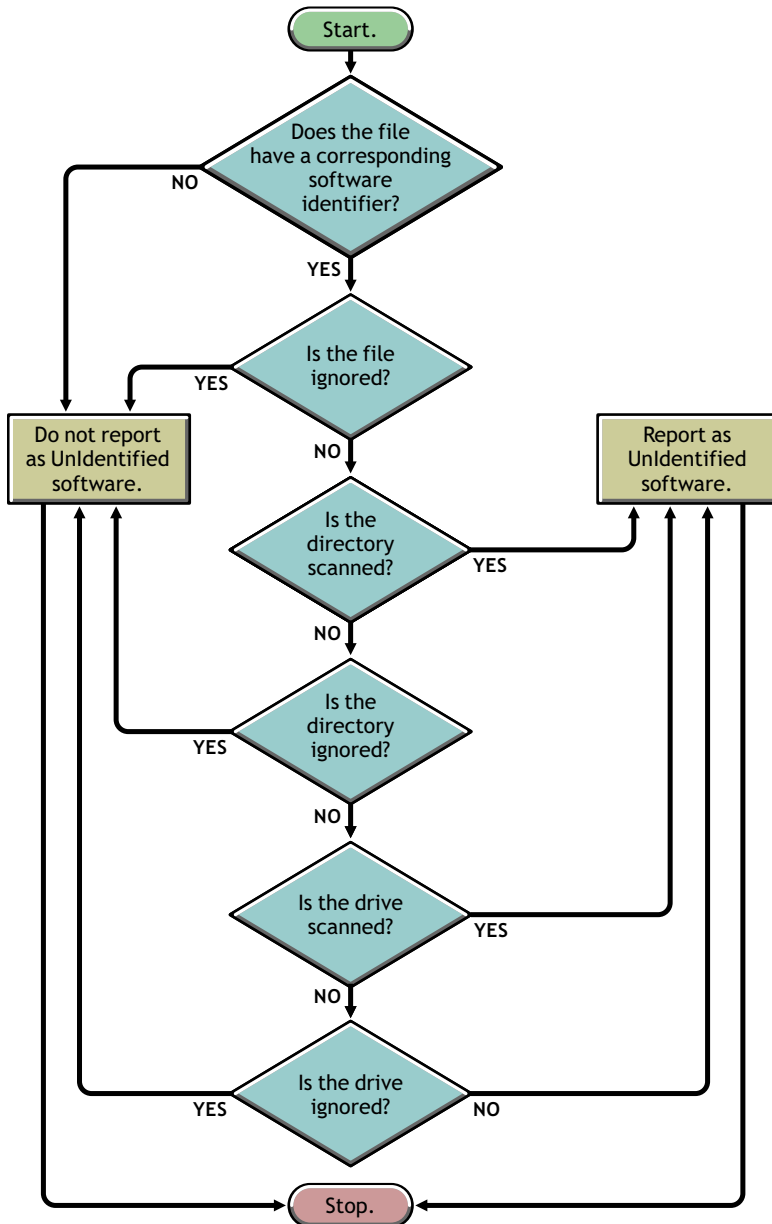 Start.
Does the file
have a corresponding
software
identifier?
NO
YES
Is the file
ignored?
YES
NO
Do not report
as UnIdentified
software.
Report as
UnIdentified
software.
Is the
directory
scanned?
YES
NO
Is the
directory
ignored?
YES
NO
Is the drive
scanned?
YES
NO
Is the drive
ignored?
YES
NO
Stop.